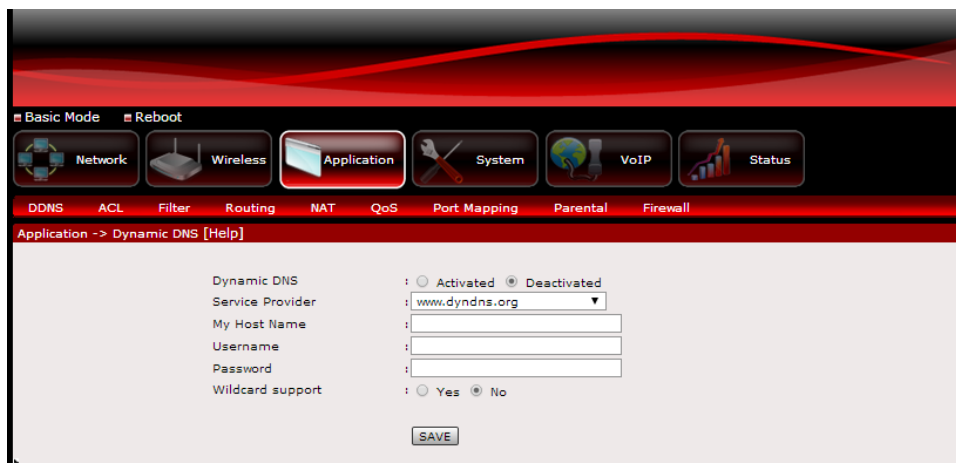 Basic Mode Reboot
Network Wireless Application System VoIP Status
DDNS ACL Filter Routing NAT QoS Port Mapping Parental Firewall
Application -> Dynamic DNS [Help]
Dynamic DNS : Activated Deactivated
Service Provider : www.dyndns.org
My Host Name :
Username :
Password :
Wildcard support : Yes No
SAVE